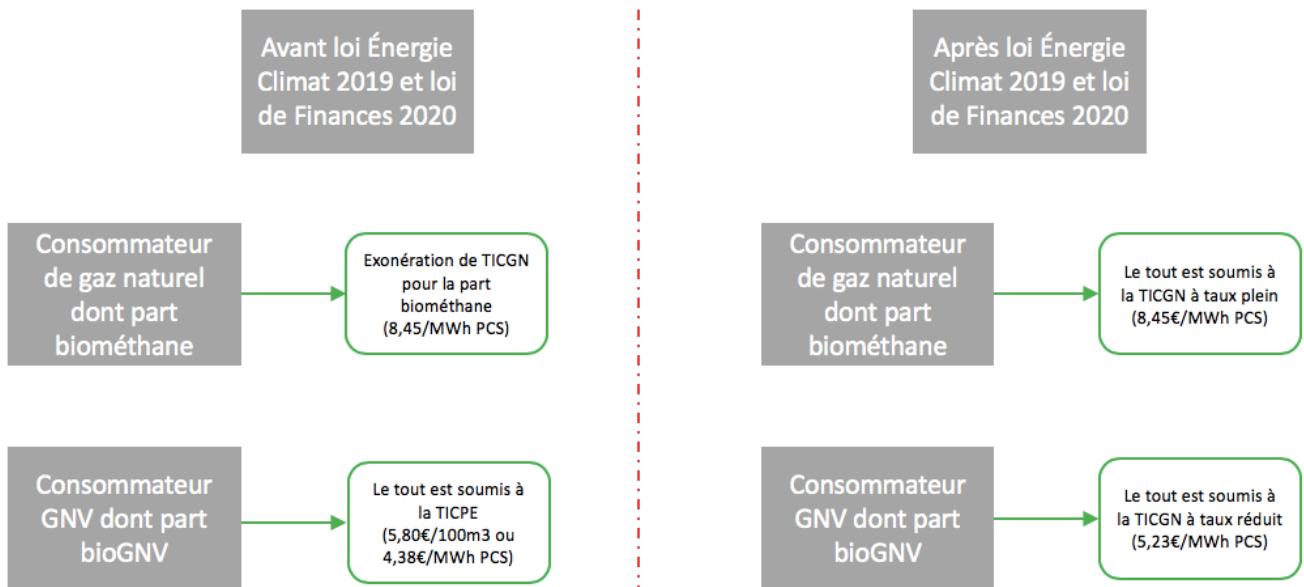 Avant loi Énergie
Climat 2019 et loi
de Finances 2020
Consommateur
de gaz naturel
dont part
biométhane
Exonération de TICGN
pour la part
biométhane
(8,45/MWh PCS)
Consommateur
GNV dont part
bioGNV
Le tout est soumis à
la TICPE
(5,80€/100m3 ou
4,38€/MWh PCS)
Après loi Énergie
Climat 2019 et loi
de Finances 2020
Consommateur
de gaz naturel
dont part
biométhane
Le tout est soumis à
la TICGN à taux plein
(8,45€/MWh PCS)
Consommateur
GNV dont part
bioGNV
Le tout est soumis à
la TICGN à taux réduit
(5,23€/MWh PCS)